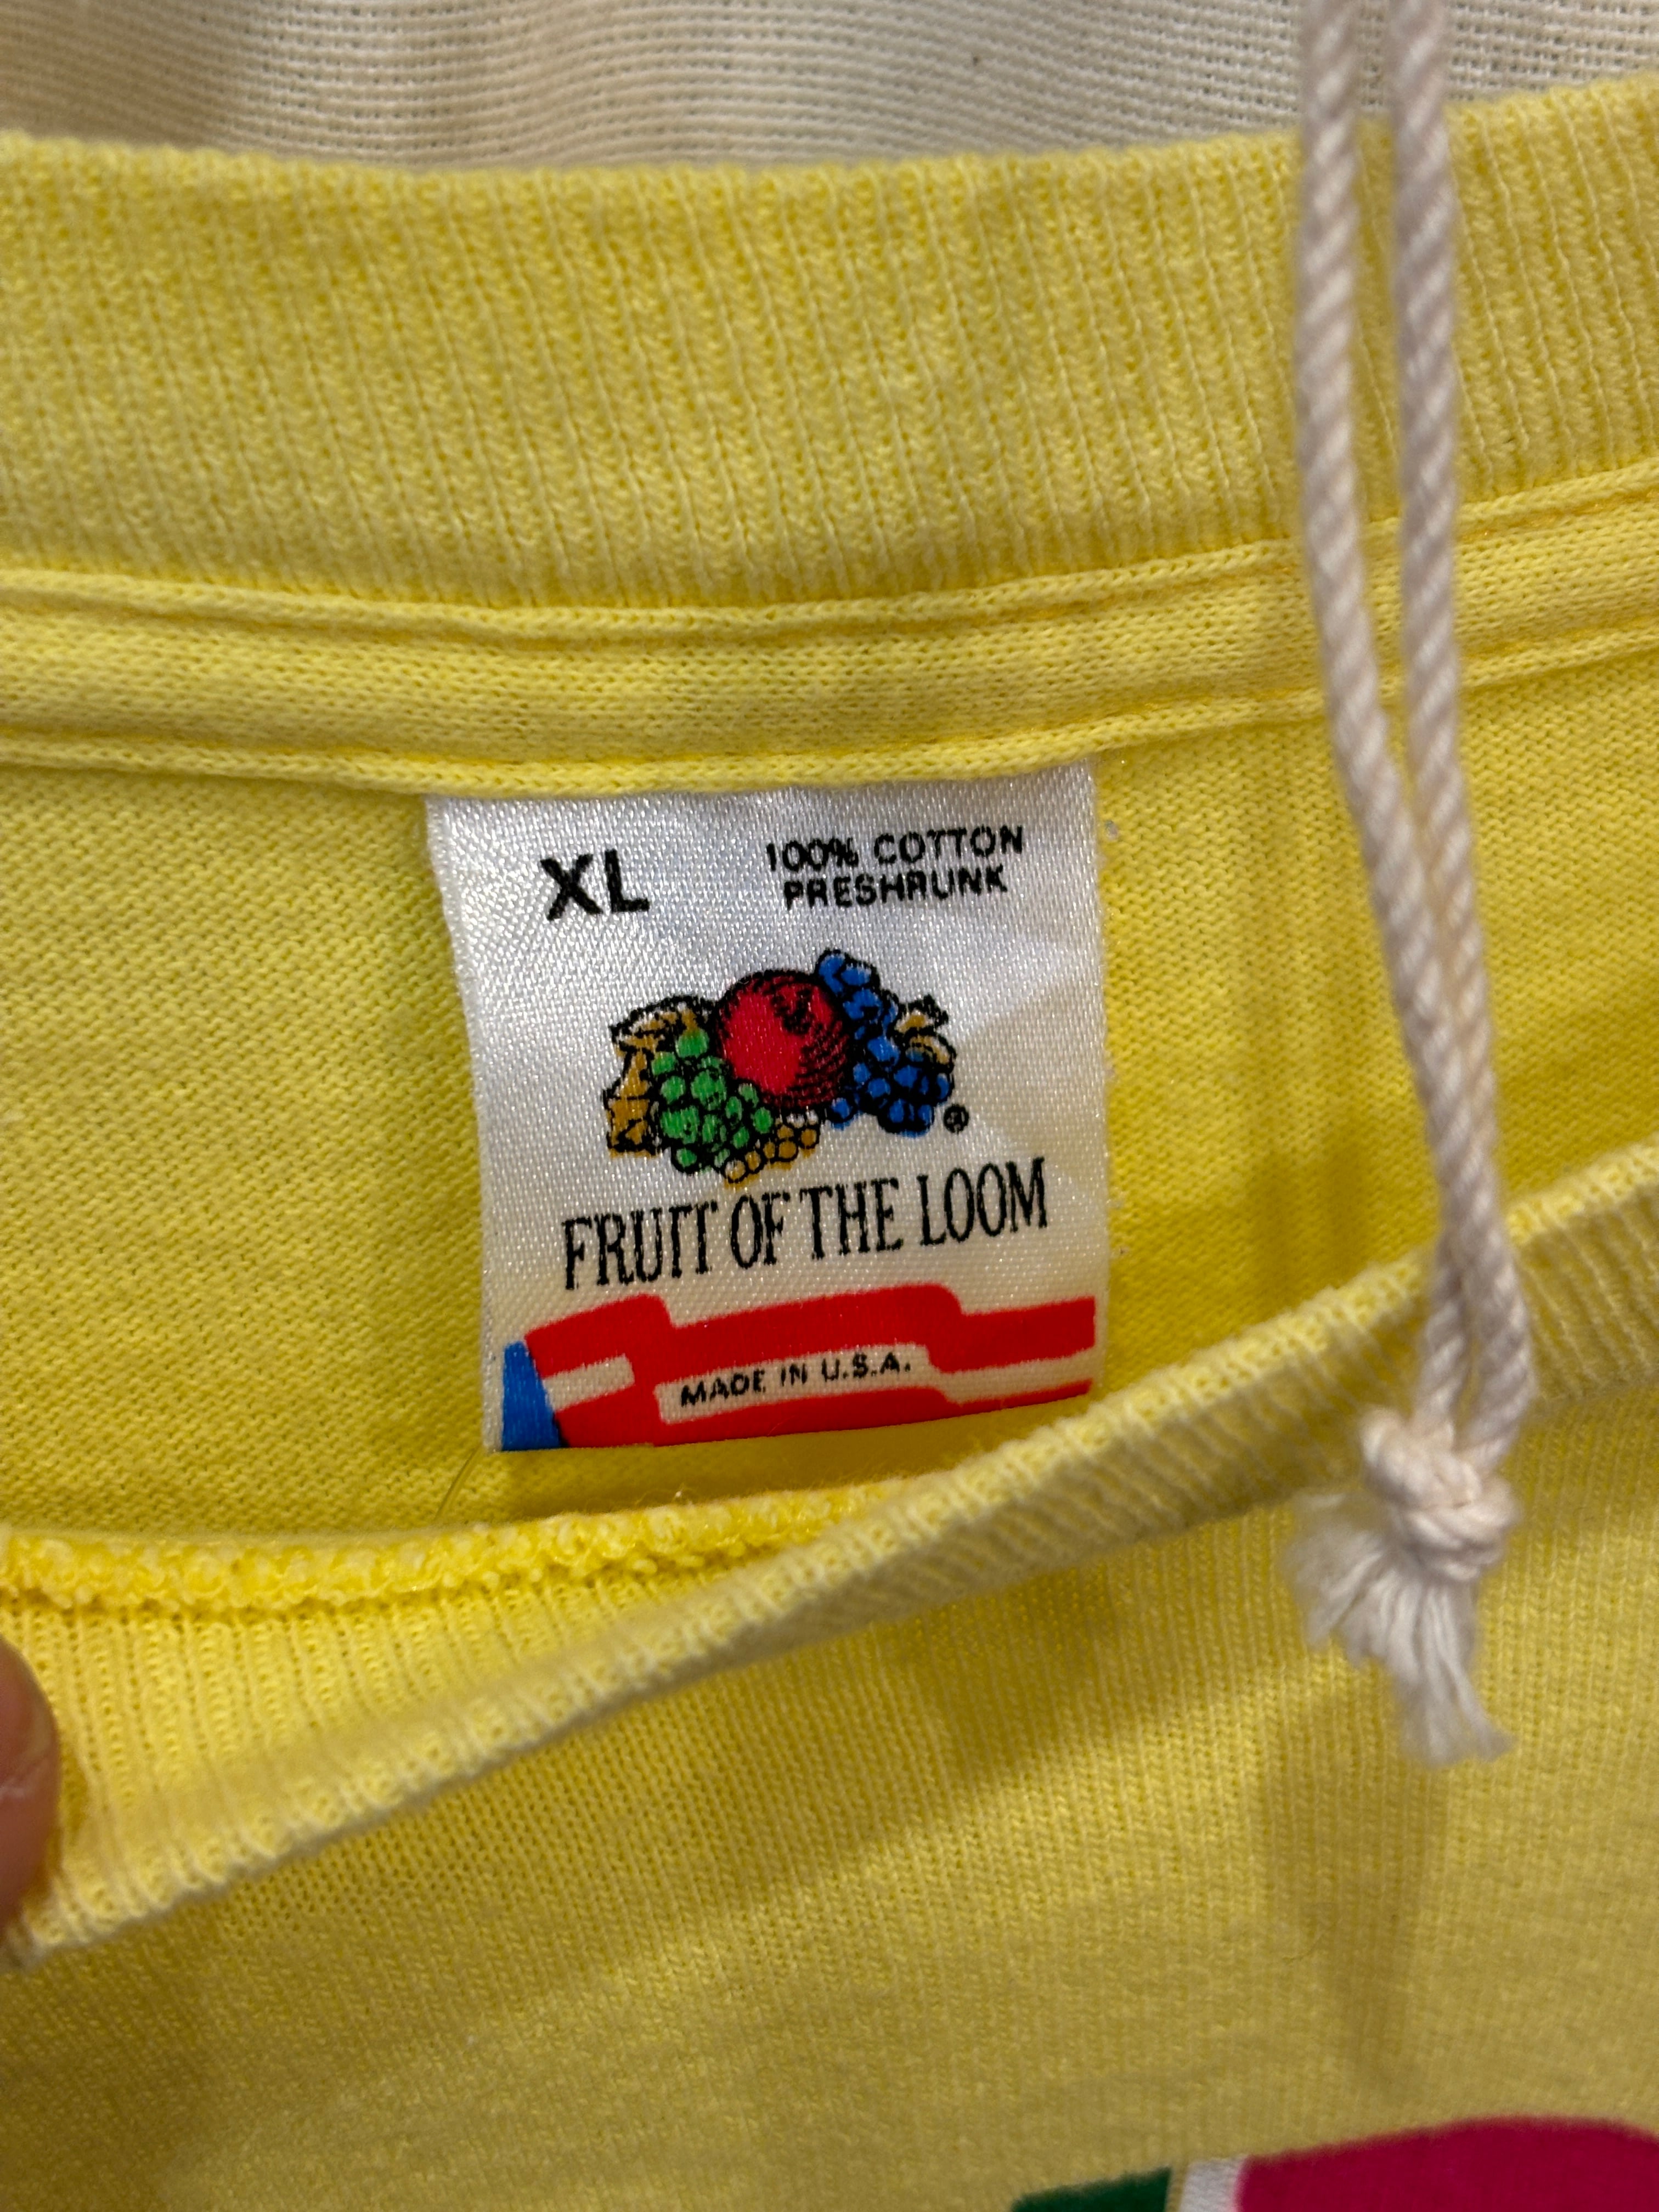 XL
100% COTTON
PRESHRUNK
®
FRUIT OF THE LOOM
MADE IN U.S.A.